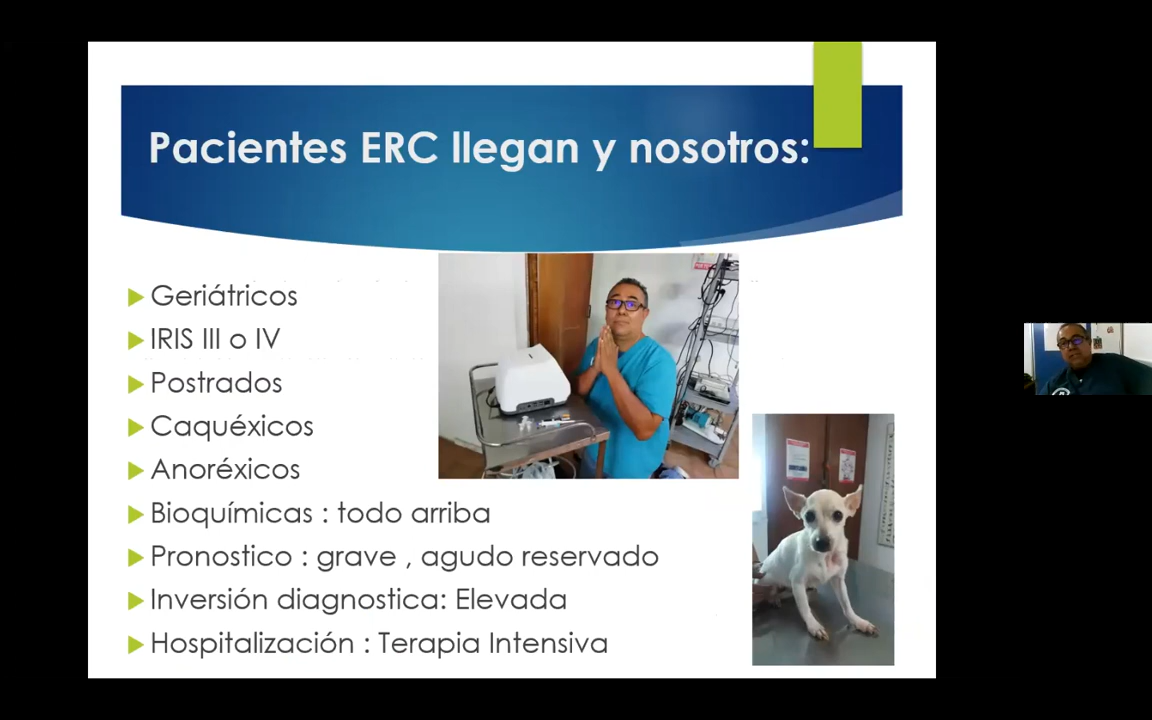 Pacientes ERC llegan y nosotros:
Geriátricos
IRIS III o IV
Postrados
Caquéxicos
Anoréxicos
Bioquímicas : todo arriba
Pronostico : grave , agudo reservado
Inversión diagnostica: Elevada
Hospitalización : Terapia Intensiva